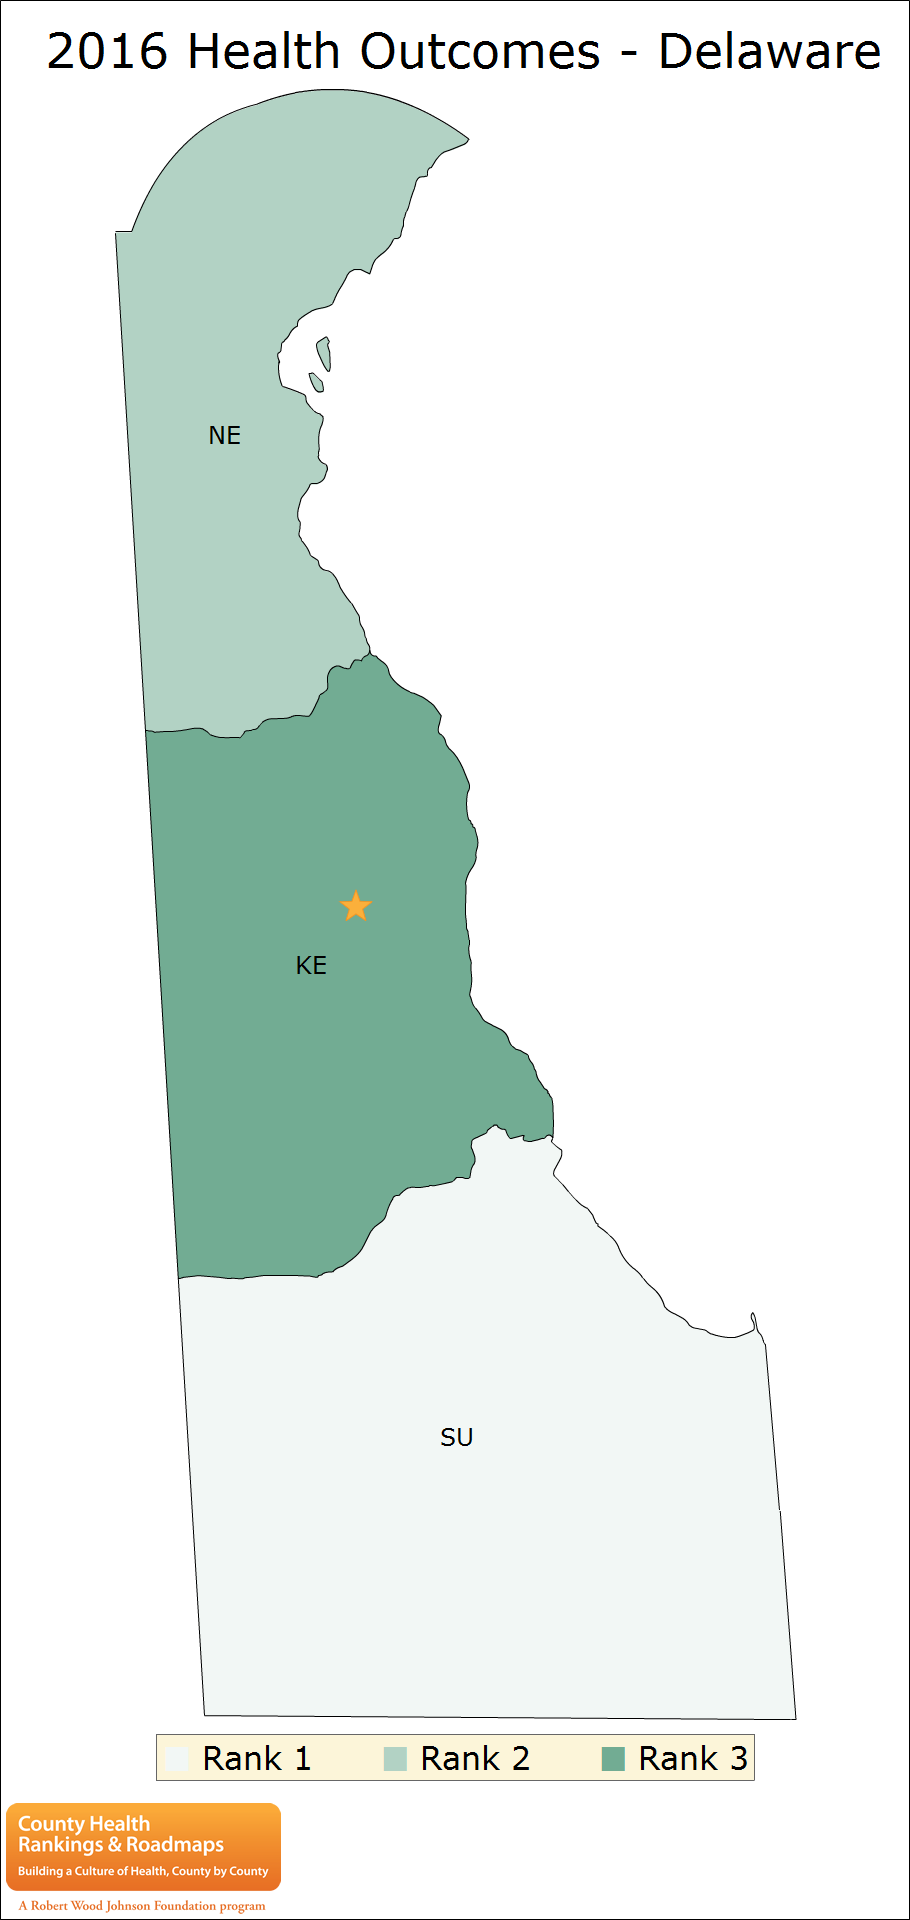 2016 Health Outcomes - Delaware
NE
KE
SU
Rank 1 Rank 2 Rank 3
County Health
Rankings & Roadmaps
Building a Culture of Health, County by County
A Robert Wood Johnson Foundation program